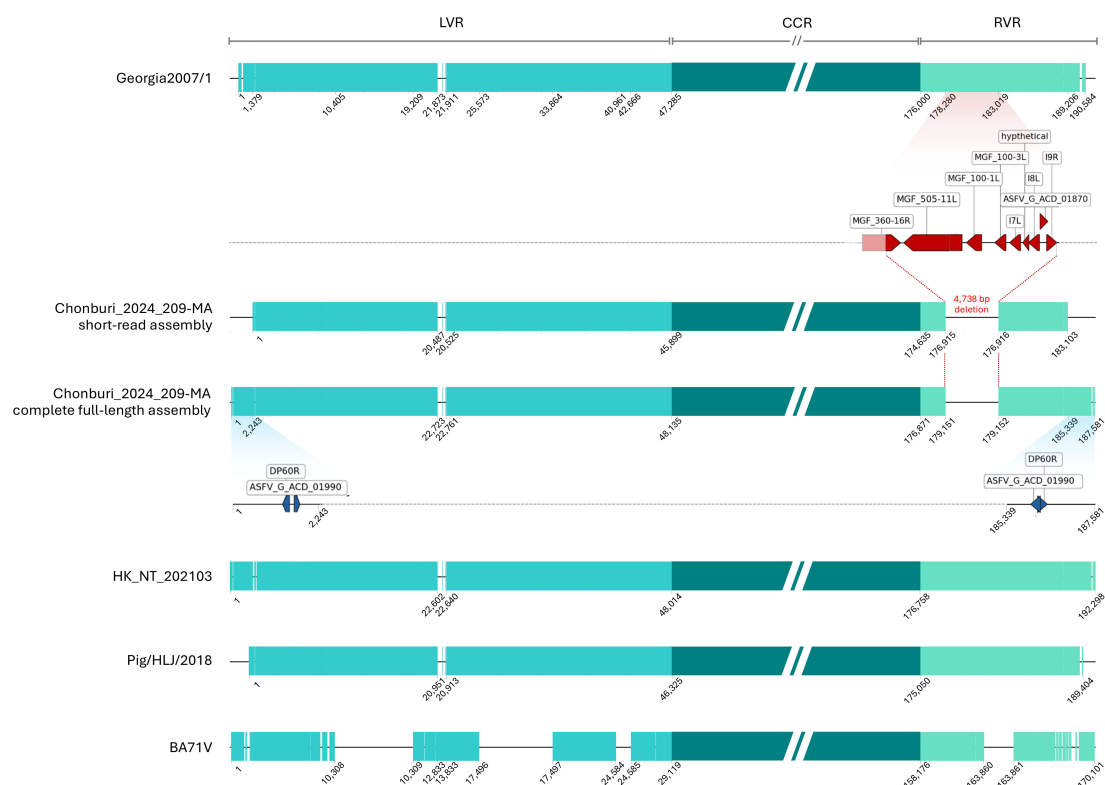 LVR
CCR
RVR
Georgia2007/1
1
1,379
10,405
19,209
21,873
21,911
25,573
33,864
40,961
42,666
47,285
176,000
178,280
183,019
189,206
190,584
hypthetical
MGF_100-3L
I9R
MGF_100-1L
I8L
MGF_505-11L
ASFV_G_ACD_01870
MGF_360-16R
I7L
4,738 bp
deletion
Chonburi_2024_209-MA
short-read assembly
1
20,487
20,525
45,899
174,635
176,915
176,916
183,103
Chonburi_2024_209-MA
complete full-length assembly
1
2,243
22,723
22,761
48,135
176,871
179,151
179,152
185,339
187,581
DP60R
ASFV_G_ACD_01990
1
2,243
DP60R
ASFV_G_ACD_01990
185,339
187,581
HK_NT_202103
1
22,602
22,640
48,014
176,758
192,298
Pig/HLJ/2018
1
20,951
20,913
46,325
175,050
189,404
BA71V
1
10,308
10,309
12,833
13,833
17,496
17,497
24,584
24,585
29,119
158,176
163,860
163,861
170,101